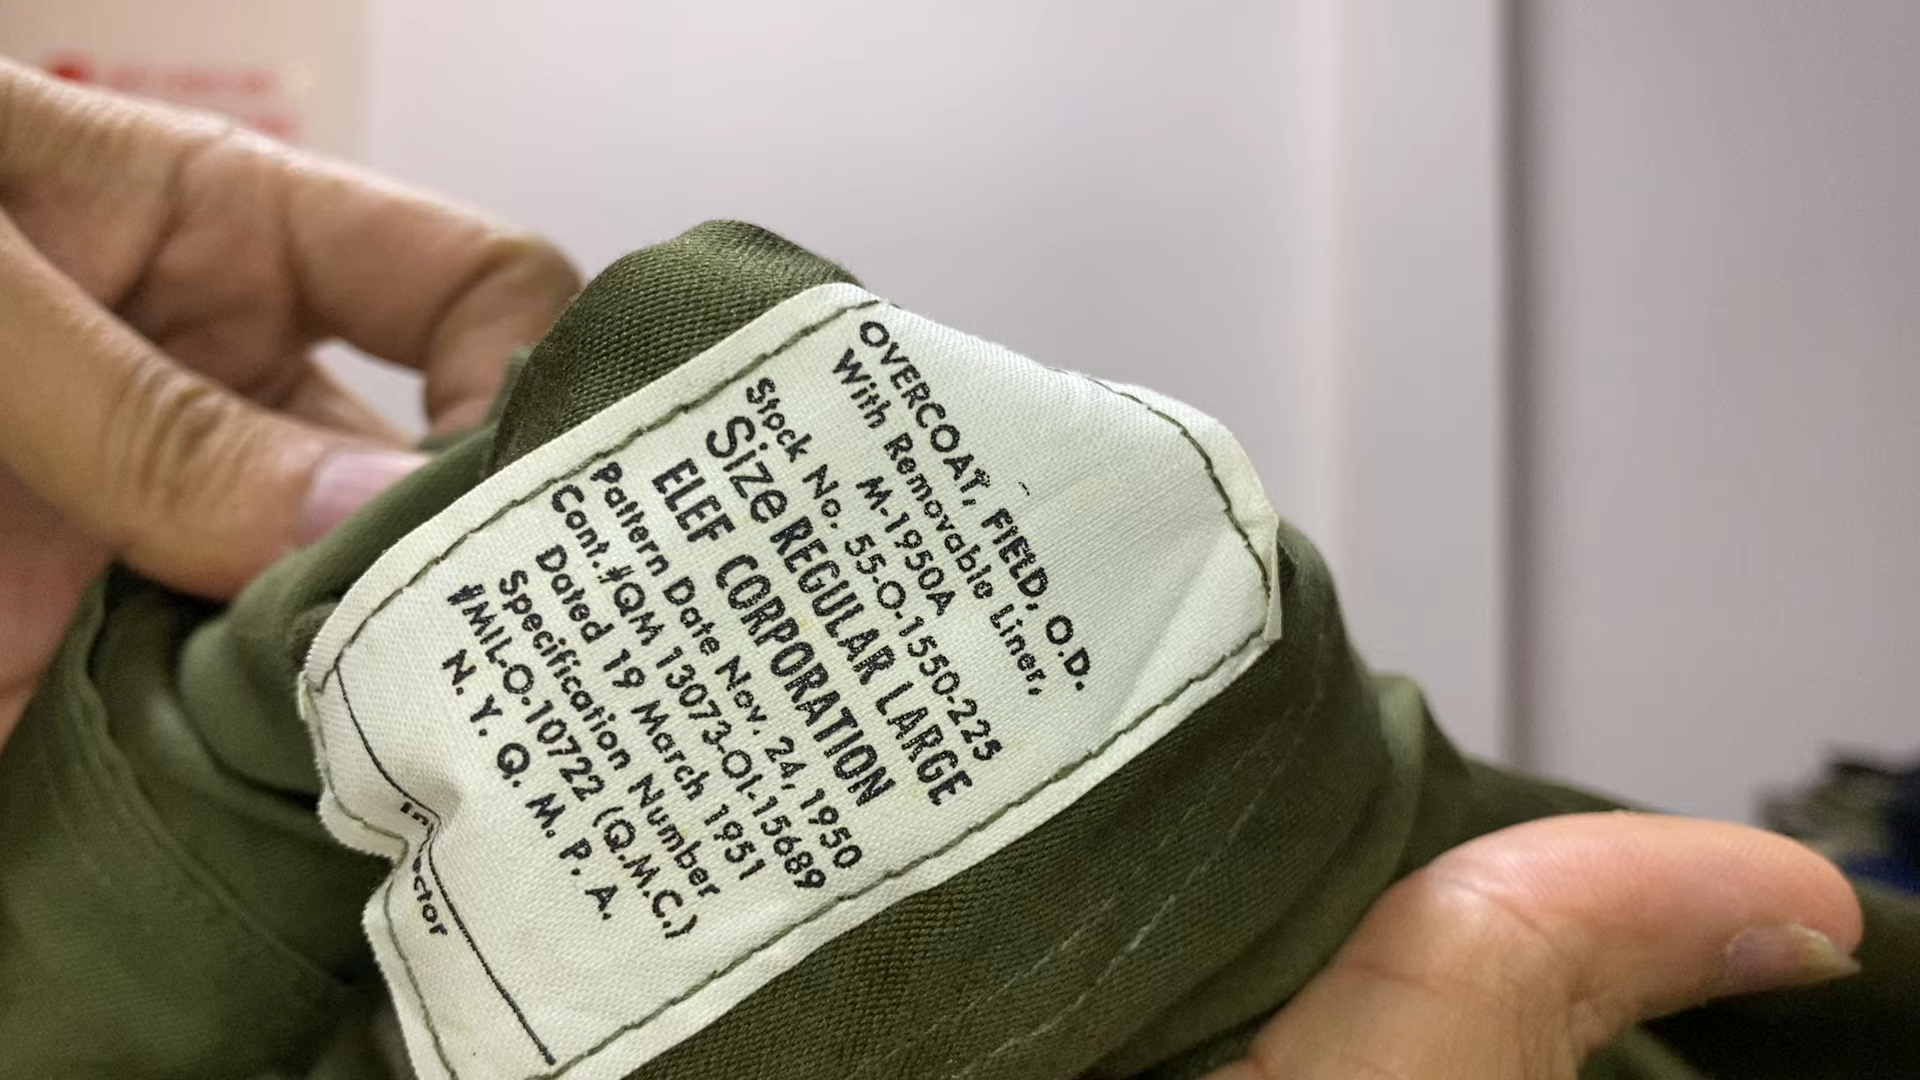 OVERCOAT, FIELD, O.D.
With Removable Liner,
M-1950A
Stock No. 55-O-1550-225
Size REGULAR LARGE
ELEF CORPORATION
Pattern Date Nov. 24, 1950
Cont.#QM 13073-OI-15689
Dated 19 March 1951
Specification Number
#MIL-O-10722 (Q.M.C.)
N. Y. Q. M. P. A.
Inspector